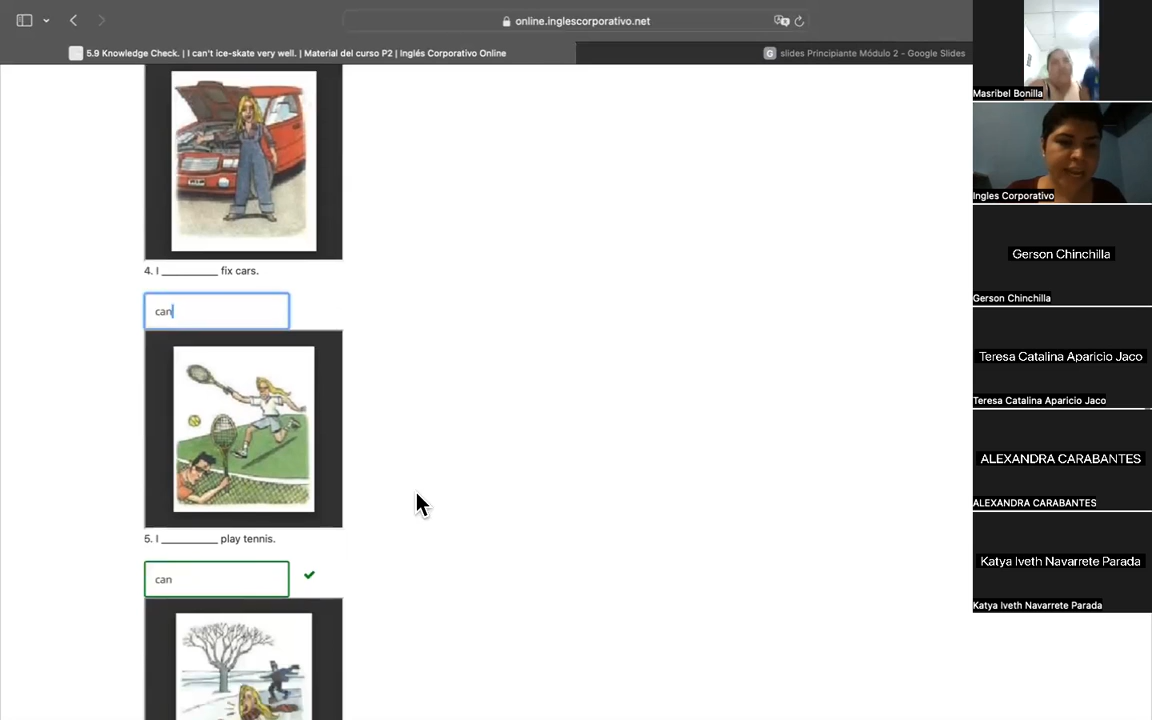 online.inglescorporativo.net
5.9 Knowledge Check. | I can't ice-skate very well. | Material del curso P2 | Inglés Corporativo Online
slides Principiante Módulo 2 - Google Slides
4. I _________ fix cars.
can
5. I _________ play tennis.
can
Masribel Bonilla
Ingles Corporativo
Gerson Chinchilla
Gerson Chinchilla
Teresa Catalina Aparicio Jaco
Teresa Catalina Aparicio Jaco
ALEXANDRA CARABANTES
ALEXANDRA CARABANTES
Katya Iveth Navarrete Parada
Katya Iveth Navarrete Parada